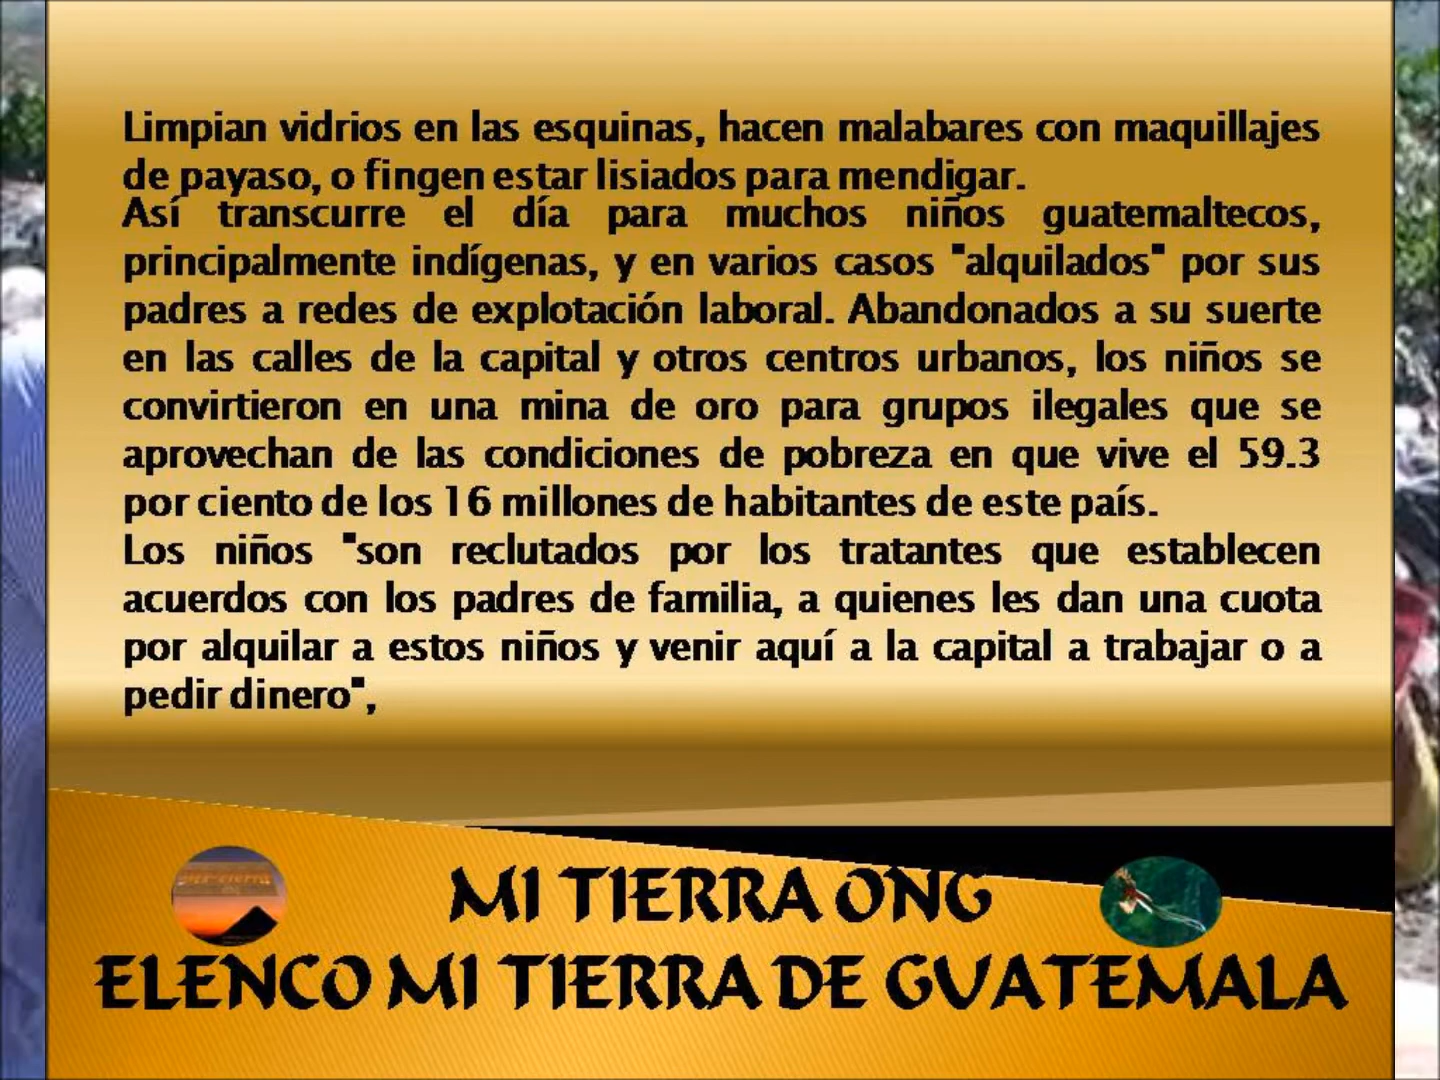 Limpian vidrios en las esquinas, hacen malabares con maquillajes
de payaso, o fingen estar lisiados para mendigar.
Así transcurre el día para muchos niños guatemaltecos,
principalmente indígenas, y en varios casos "alquilados" por sus
padres a redes de explotación laboral. Abandonados a su suerte
en las calles de la capital y otros centros urbanos, los niños se
convirtieron en una mina de oro para grupos ilegales que se
aprovechan de las condiciones de pobreza en que vive el 59.3
por ciento de los 16 millones de habitantes de este país.
Los niños "son reclutados por los tratantes que establecen
acuerdos con los padres de familia, a quienes les dan una cuota
por alquilar a estos niños y venir aquí a la capital a trabajar o a
pedir dinero",
MI TIERRA ONG
ELENCO MI TIERRA DE GUATEMALA